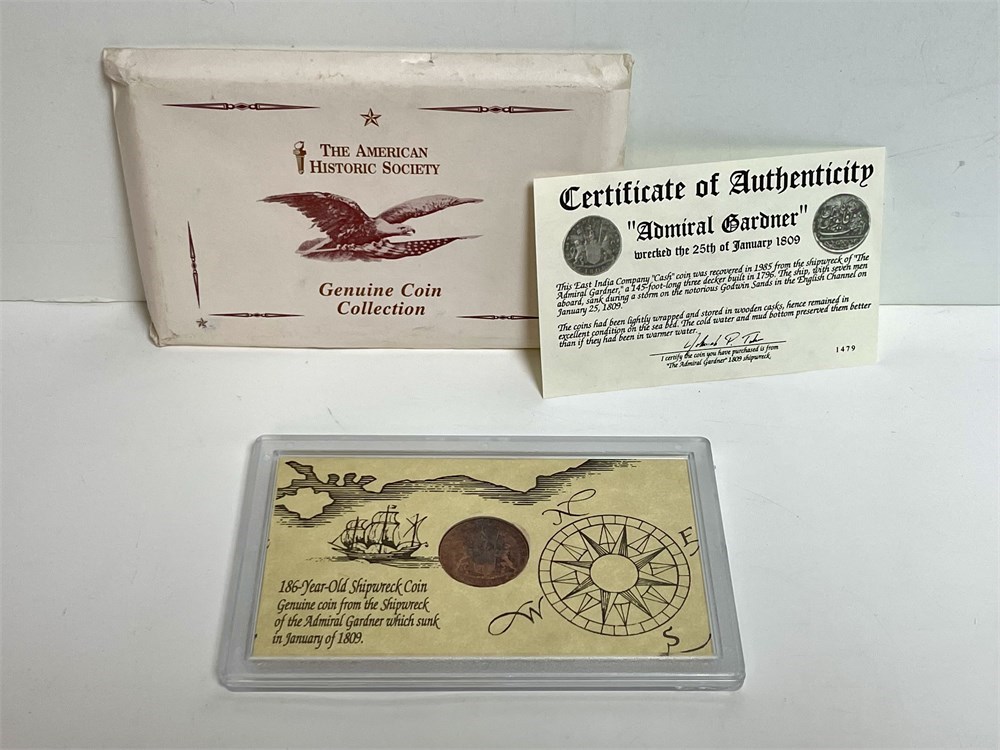 THE AMERICAN
HISTORIC SOCIETY
Genuine Coin
Collection
Certificate of Authenticity
"Admiral Gardner"
wrecked the 25th of January 1809
This East India Company "Cash" coin was recovered in 1985 from the shipwreck of "The
Admiral Gardner," a 145-foot-long three decker built in 1796. The ship, with seven men
aboard, sank during a storm on the notorious Godwin Sands in the English Channel on
January 25, 1809.
The coins had been lightly wrapped and stored in wooden casks, hence remained in
excellent condition on the sea bed. The cold water and mud bottom preserved them better
than if they had been in warmer water.
I certify the coin you have purchased is from
"The Admiral Gardner" 1809 shipwreck
1479
186-Year-Old Shipwreck Coin
Genuine coin from the Shipwreck
of the Admiral Gardner which sunk
in January of 1809.
N
E
W
S